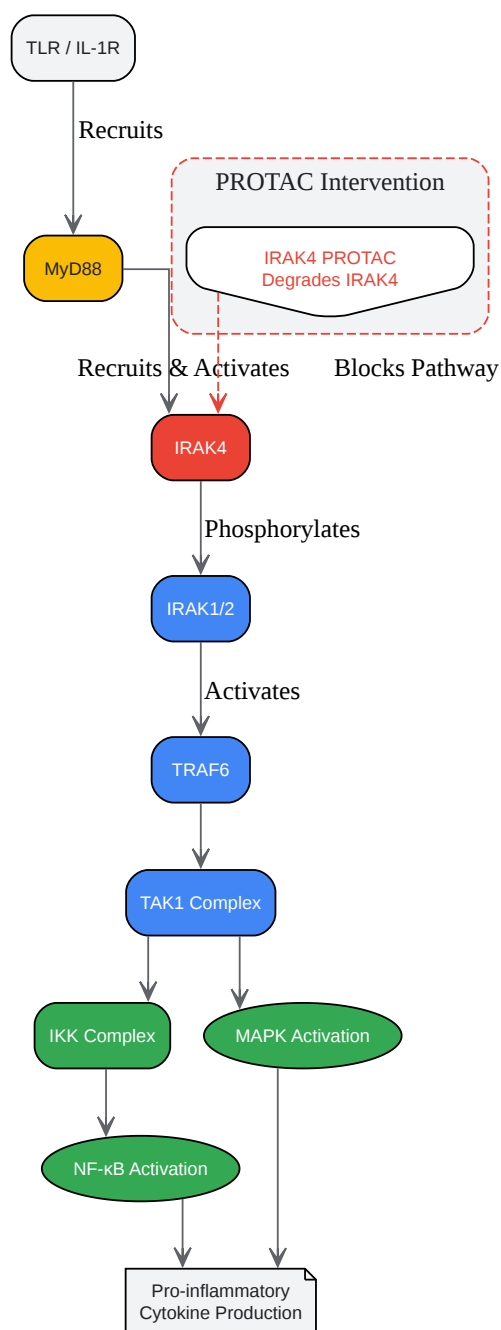 TLR / IL-1R
Recruits
PROTAC Intervention
MyD88
IRAK4 PROTAC
Degrades IRAK4
Recruits & Activates
Blocks Pathway
IRAK4
Phosphorylates
IRAK1/2
Activates
TRAF6
TAK1 Complex
IKK Complex
MAPK Activation
NF-κB Activation
Pro-inflammatory
Cytokine Production